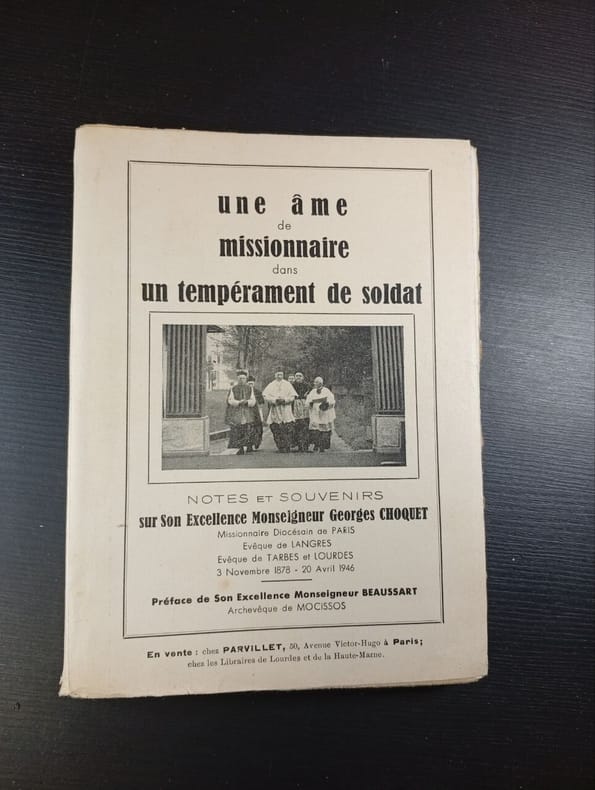 une âme
de
missionnaire
dans
un tempérament de soldat
NOTES ET SOUVENIRS
sur Son Excellence Monseigneur Georges CHOQUET
Missionnaire Diocésain de PARIS
Evêque de LANGRES
Evêque de TARBES et LOURDES
3 Novembre 1878 - 20 Avril 1946
Préface de Son Excellence Monseigneur BEAUSSART
Archevêque de MOCISSOS
En vente : chez PARVILLET, 50, Avenue Victor-Hugo à Paris;
chez les Libraires de Lourdes et de la Haute-Marne.